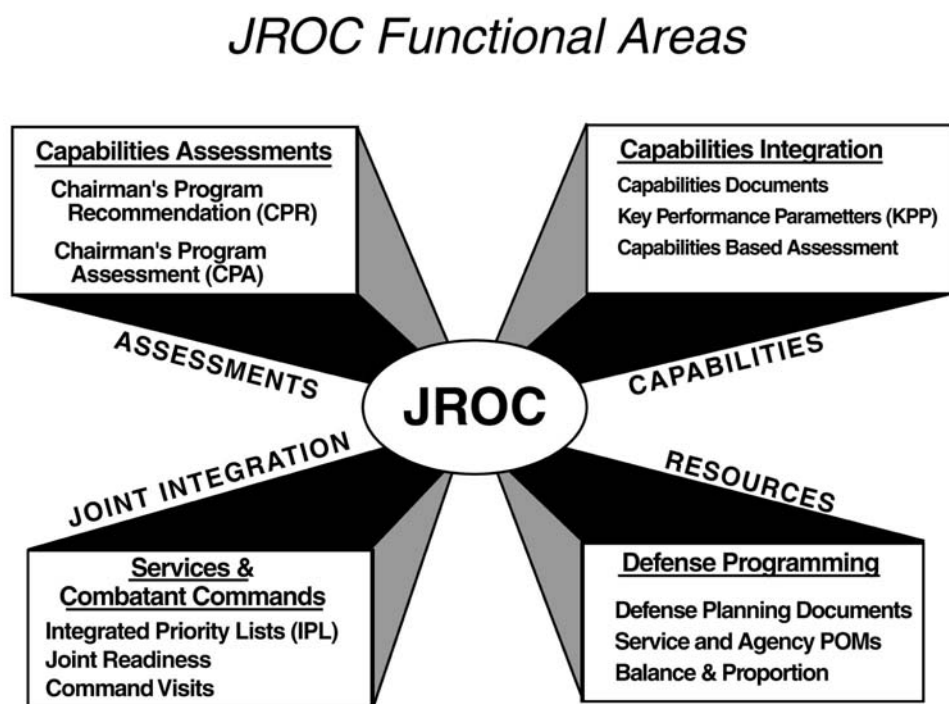 JROC Functional Areas
Capabilities Assessments
Chairman's Program
Recommendation (CPR)
Chairman's Program
Assessment (CPA)
Capabilities Integration
Capabilities Documents
Key Performance Parametters (KPP)
Capabilities Based Assessment
ASSESSMENTS
CAPABILITIES
JROC
JOINT INTEGRATION
RESOURCES
Services &
Combatant Commands
Integrated Priority Lists (IPL)
Joint Readiness
Command Visits
Defense Programming
Defense Planning Documents
Service and Agency POMs
Balance & Proportion